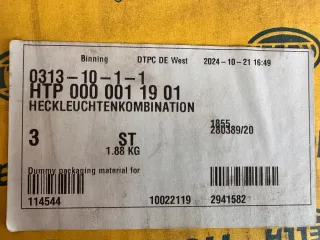 Binning DTPC DE West 2024-10-21 16:49
0313-10-1-1
HTP 000 001 19 01
HECKLEUCHTENKOMBINATION
1855
280389/20
3 ST
1.88 KG
Dummy packaging material for
114544 10022119 2941582
HELLA